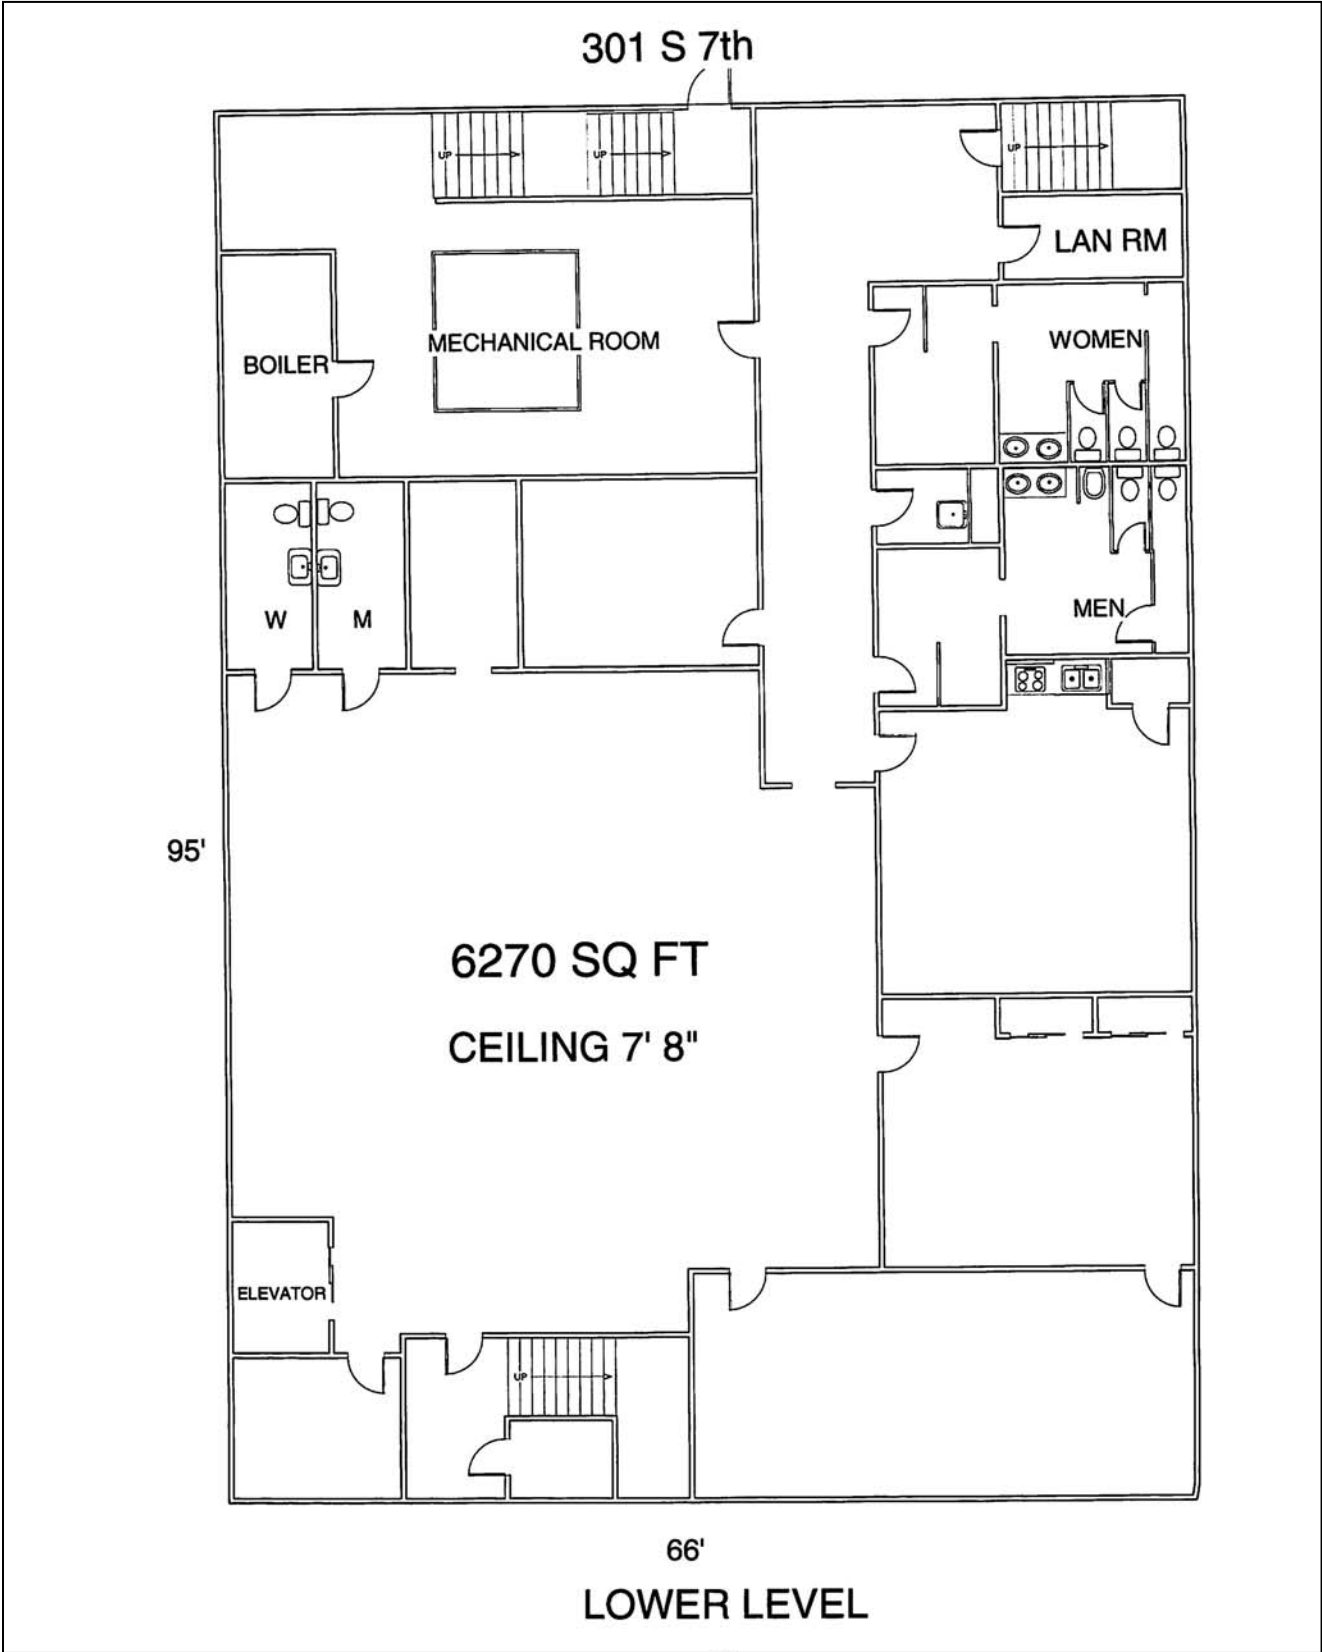 301 S 7th
UP
UP
UP
LAN RM
WOMEN
MECHANICAL ROOM
BOILER
W
M
MEN
95'
6270 SQ FT
CEILING 7' 8"
ELEVATOR
UP
66'
LOWER LEVEL